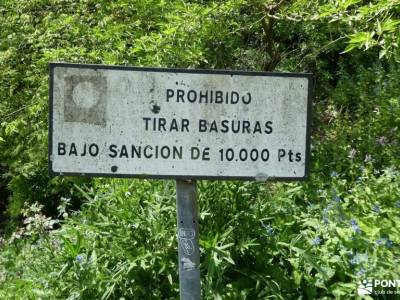 PROHIBIDO
TIRAR BASURAS
BAJO SANCION DE 10.000 Pts